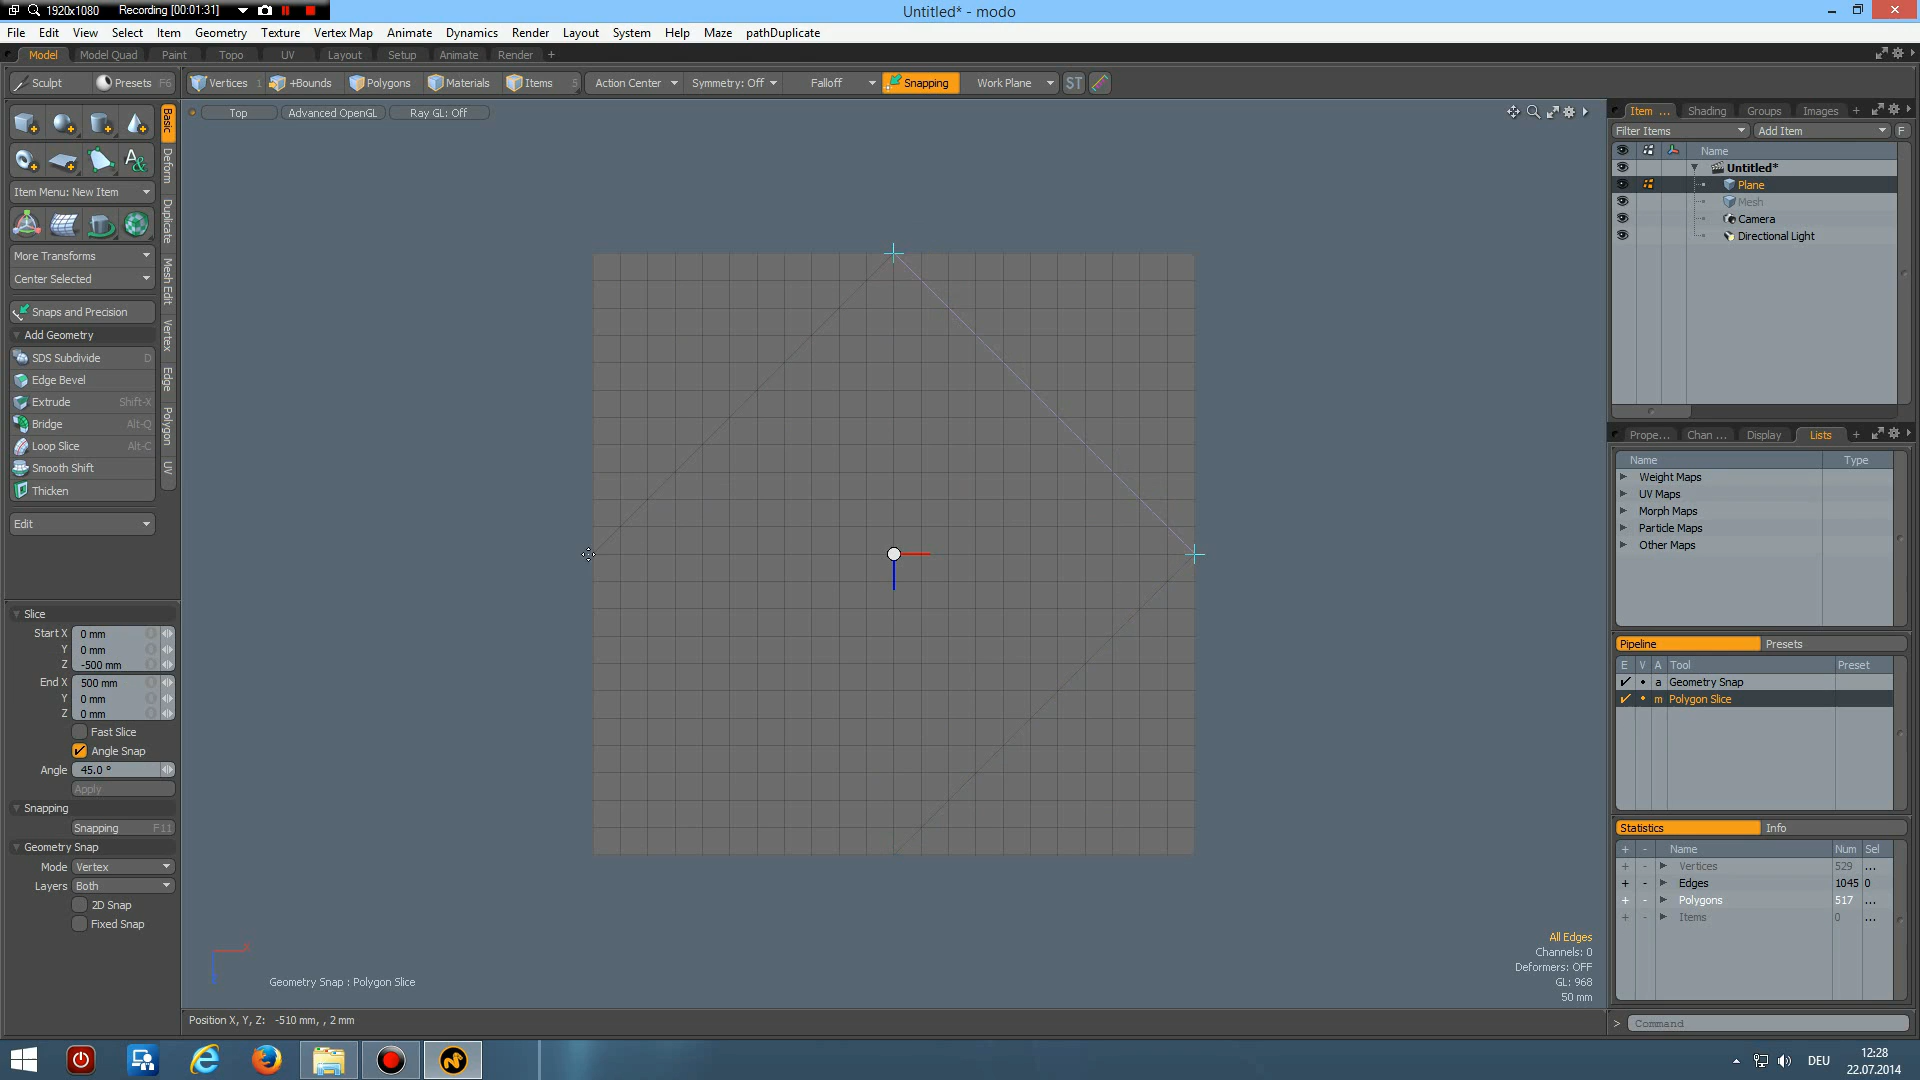 1920x1080 Recording [00:01:31]
Untitled* - modo
File Edit View Select Item Geometry Texture Vertex Map Animate Dynamics Render Layout System Help Maze pathDuplicate
Model Model Quad Paint Topo UV Layout Setup Animate Render +
Sculpt Presets F6 Vertices 1 +Bounds Polygons Materials Items 5 Action Center Symmetry: Off Falloff Snapping Work Plane ST
Top Advanced OpenGL Ray GL: Off
Basic
Deform
Duplicate
Mesh Edit
Vertex
Edge
Polygon
UV
Item Menu: New Item
More Transforms
Center Selected
Snaps and Precision
Add Geometry
SDS Subdivide D
Edge Bevel
Extrude Shift-X
Bridge Alt-Q
Loop Slice Alt-C
Smooth Shift
Thicken
Edit
Slice
Start X 0 mm
Y 0 mm
Z -500 mm
End X 500 mm
Y 0 mm
Z 0 mm
Fast Slice
Angle Snap
Angle 45.0 °
Apply
Snapping
Snapping F11
Geometry Snap
Mode Vertex
Layers Both
2D Snap
Fixed Snap
All Edges
Channels: 0
Deformers: OFF
GL: 968
50 mm
Geometry Snap : Polygon Slice
Position X, Y, Z: -510 mm, , 2 mm
Item ... Shading Groups Images +
Filter Items Add Item F
Name
Untitled*
Plane
Mesh
Camera
Directional Light
Prope... Chan ... Display Lists +
Name Type
Weight Maps
UV Maps
Morph Maps
Particle Maps
Other Maps
Pipeline Presets
E V A Tool Preset
a Geometry Snap
m Polygon Slice
Statistics Info
+ - Name Num Sel
+ - Vertices 529 ...
+ - Edges 1045 0
+ - Polygons 517 ...
+ - Items 0 ...
> Command
DEU
12:28
22.07.2014